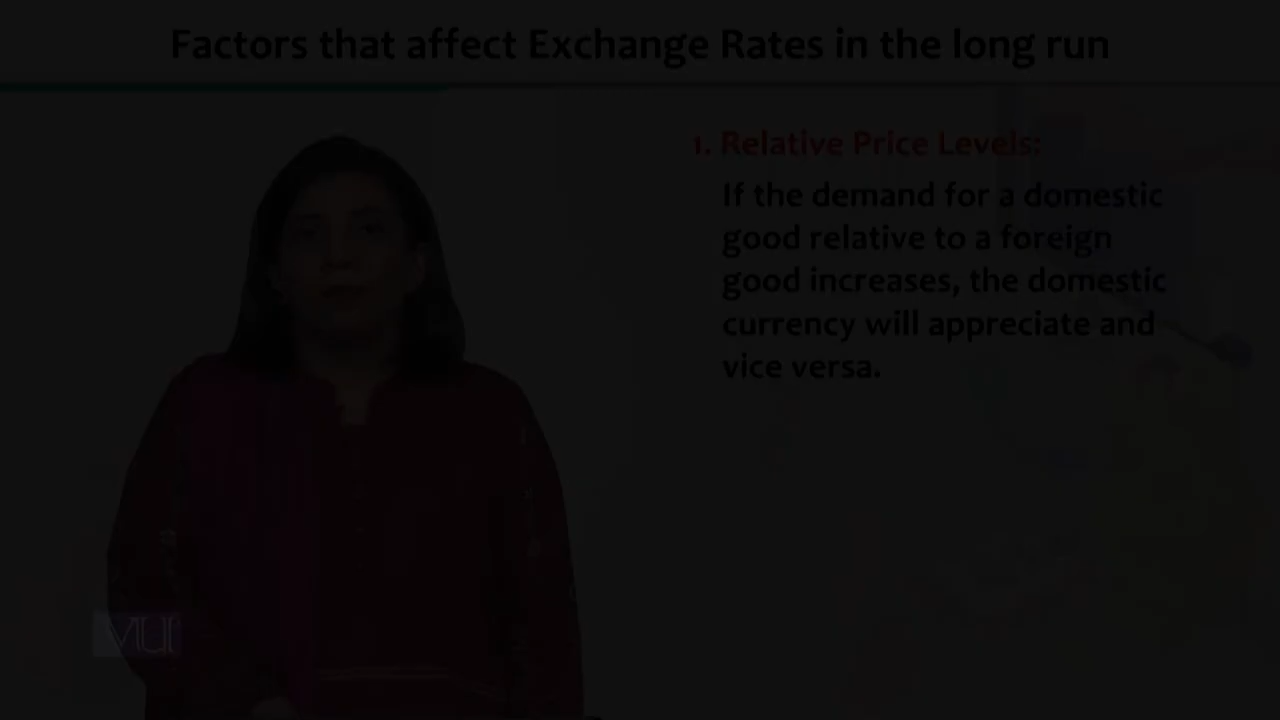 Factors that affect Exchange Rates in the long run
1. Relative Price Levels:
If the demand for a domestic
good relative to a foreign
good increases, the domestic
currency will appreciate and
vice versa.
VU